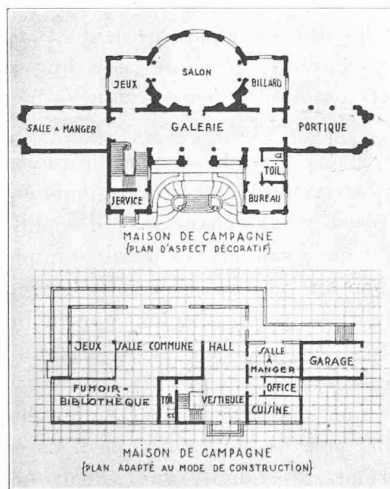 SALON
JEUX
BILLARD
SALLE A MANGER
GALERIE
PORTIQUE
TOIL.
SERVICE
BUREAU
MAISON DE CAMPAGNE
{PLAN D'ASPECT DÉCORATIF}
JEUX
SALLE COMMUNE
HALL
SALLE
À
MANGER
GARAGE
FUMOIR =
BIBLIOTHÈQUE
TOIL.
VESTIBULE
OFFICE
CUISINE
MAISON DE CAMPAGNE
{PLAN ADAPTÉ AU MODE DE CONSTRUCTION}